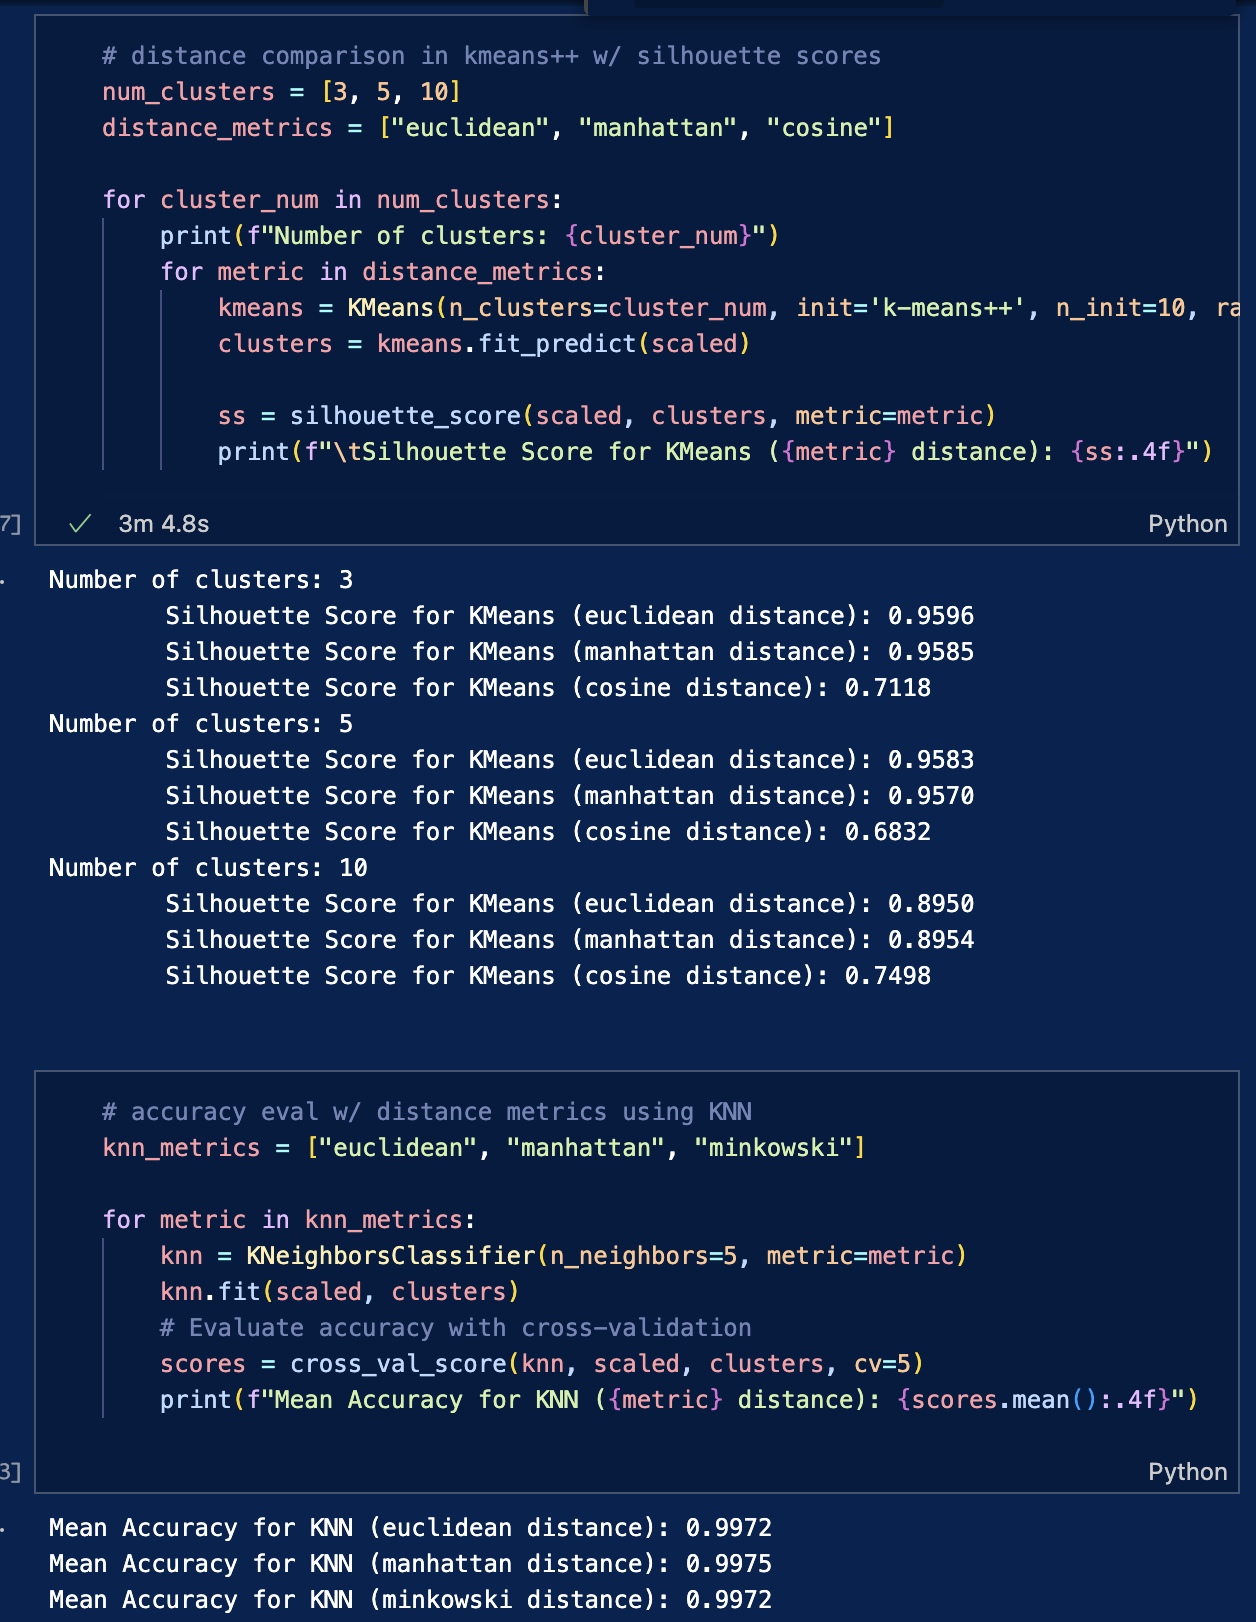 # distance comparison in kmeans++ w/ silhouette scores
num_clusters = [3, 5, 10]
distance_metrics = ["euclidean", "manhattan", "cosine"]
for cluster_num in num_clusters:
print(f"Number of clusters: {cluster_num}")
for metric in distance_metrics:
kmeans = KMeans(n_clusters=cluster_num, init='k-means++', n_init=10, ra
clusters = kmeans.fit_predict(scaled)
ss = silhouette_score(scaled, clusters, metric=metric)
print(f"\tSilhouette Score for KMeans ({metric} distance): {ss:.4f}")
7] ✓ 3m 4.8s Python
Number of clusters: 3
Silhouette Score for KMeans (euclidean distance): 0.9596
Silhouette Score for KMeans (manhattan distance): 0.9585
Silhouette Score for KMeans (cosine distance): 0.7118
Number of clusters: 5
Silhouette Score for KMeans (euclidean distance): 0.9583
Silhouette Score for KMeans (manhattan distance): 0.9570
Silhouette Score for KMeans (cosine distance): 0.6832
Number of clusters: 10
Silhouette Score for KMeans (euclidean distance): 0.8950
Silhouette Score for KMeans (manhattan distance): 0.8954
Silhouette Score for KMeans (cosine distance): 0.7498
# accuracy eval w/ distance metrics using KNN
knn_metrics = ["euclidean", "manhattan", "minkowski"]
for metric in knn_metrics:
knn = KNeighborsClassifier(n_neighbors=5, metric=metric)
knn.fit(scaled, clusters)
# Evaluate accuracy with cross-validation
scores = cross_val_score(knn, scaled, clusters, cv=5)
print(f"Mean Accuracy for KNN ({metric} distance): {scores.mean():.4f}")
3] Python
Mean Accuracy for KNN (euclidean distance): 0.9972
Mean Accuracy for KNN (manhattan distance): 0.9975
Mean Accuracy for KNN (minkowski distance): 0.9972